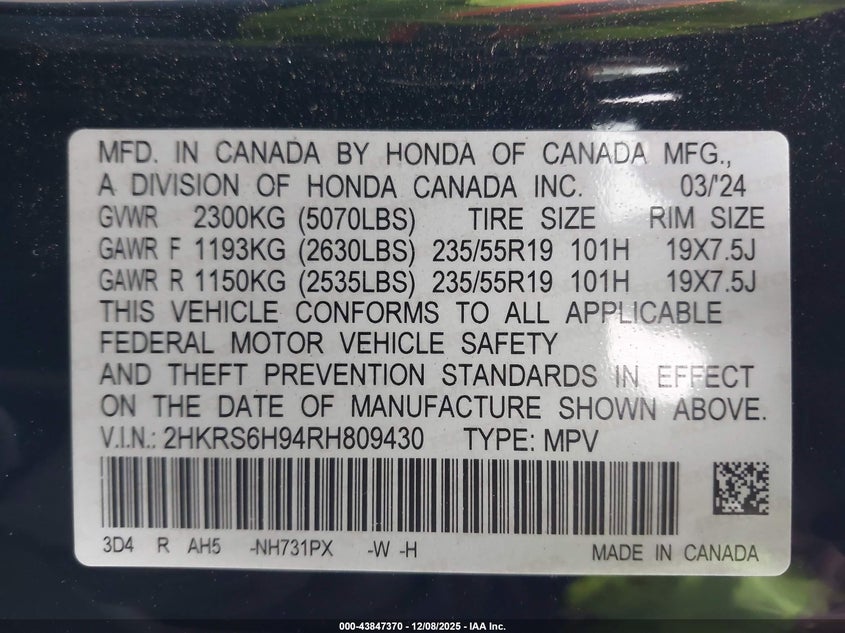 MFD. IN CANADA BY HONDA OF CANADA MFG.,
A DIVISION OF HONDA CANADA INC. 03/'24
GVWR 2300KG (5070LBS) TIRE SIZE RIM SIZE
GAWR F 1193KG (2630LBS) 235/55R19 101H 19X7.5J
GAWR R 1150KG (2535LBS) 235/55R19 101H 19X7.5J
THIS VEHICLE CONFORMS TO ALL APPLICABLE
FEDERAL MOTOR VEHICLE SAFETY
AND THEFT PREVENTION STANDARDS IN EFFECT
ON THE DATE OF MANUFACTURE SHOWN ABOVE.
V.I.N.: 2HKRS6H94RH809430 TYPE: MPV
3D4 R AH5 -NH731PX -W -H MADE IN CANADA
000-43847370 - 12/08/2025 - IAA Inc.